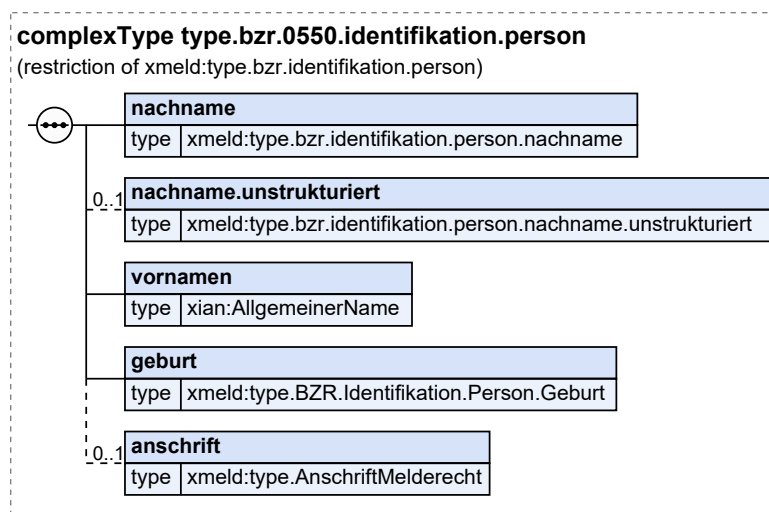 complexType type.bzr.0550.identifikation.person
(restriction of xmeld:type.bzr.identifikation.person)
nachname
type xmeld:type.bzr.identifikation.person.nachname
0..1 nachname.unstrukturiert
type xmeld:type.bzr.identifikation.person.nachname.unstrukturiert
vornamen
type xian:AllgemeinerName
geburt
type xmeld:type.BZR.Identifikation.Person.Geburt
0..1 anschrift
type xmeld:type.AnschriftMelderecht